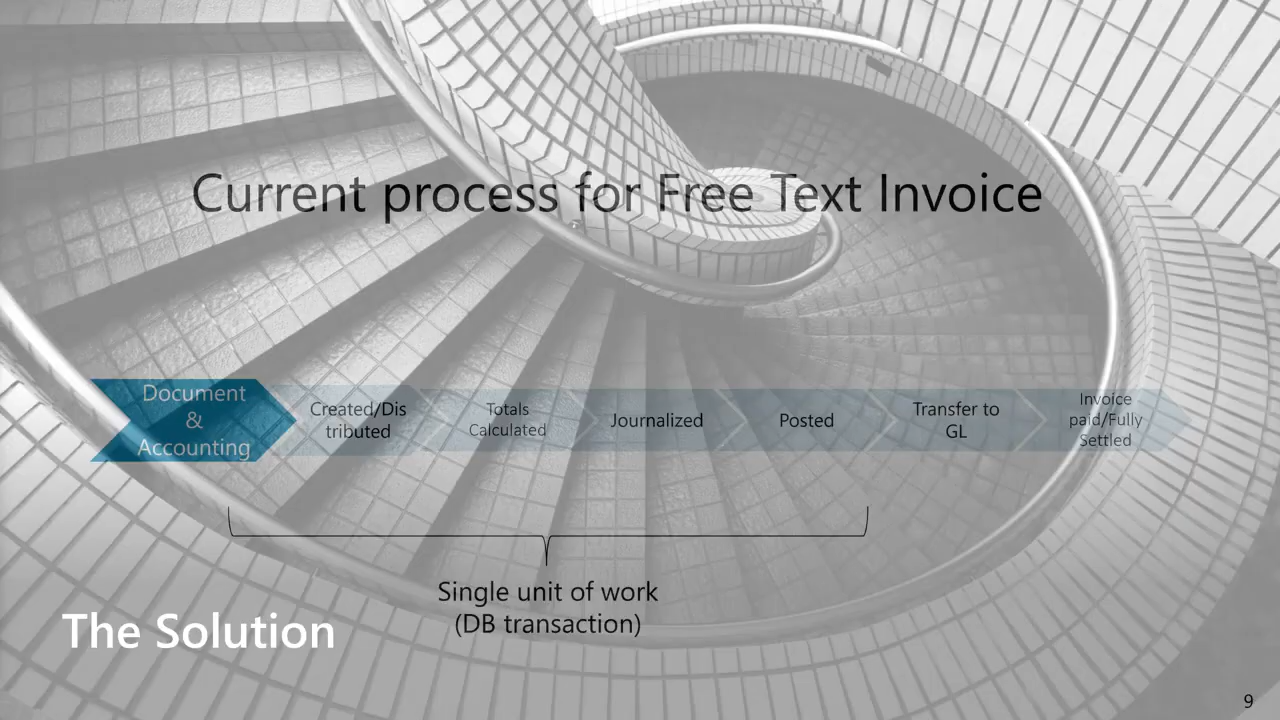 Current process for Free Text Invoice
Document
&
Accounting
Created/Dis
tributed
Totals
Calculated
Journalized
Posted
Transfer to
GL
Invoice
paid/Fully
Settled
Single unit of work
(DB transaction)
The Solution
9